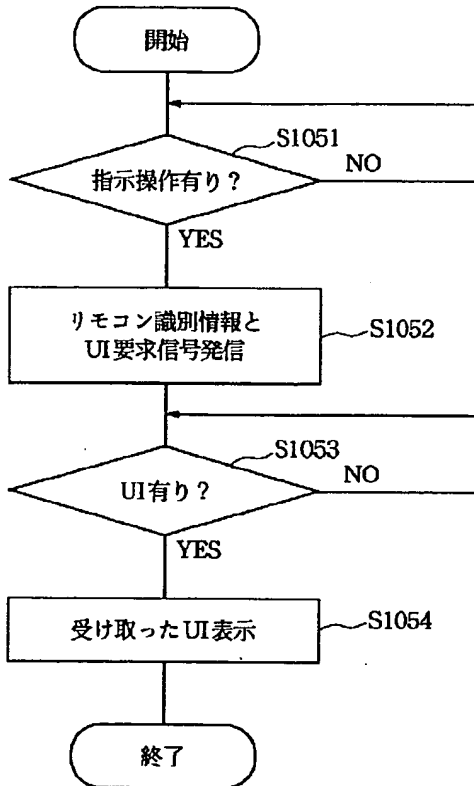 開始
S1051
指示操作有り？
NO
YES
リモコン識別情報と
UI要求信号発信
S1052
S1053
UI有り？
NO
YES
受け取ったUI表示
S1054
終了